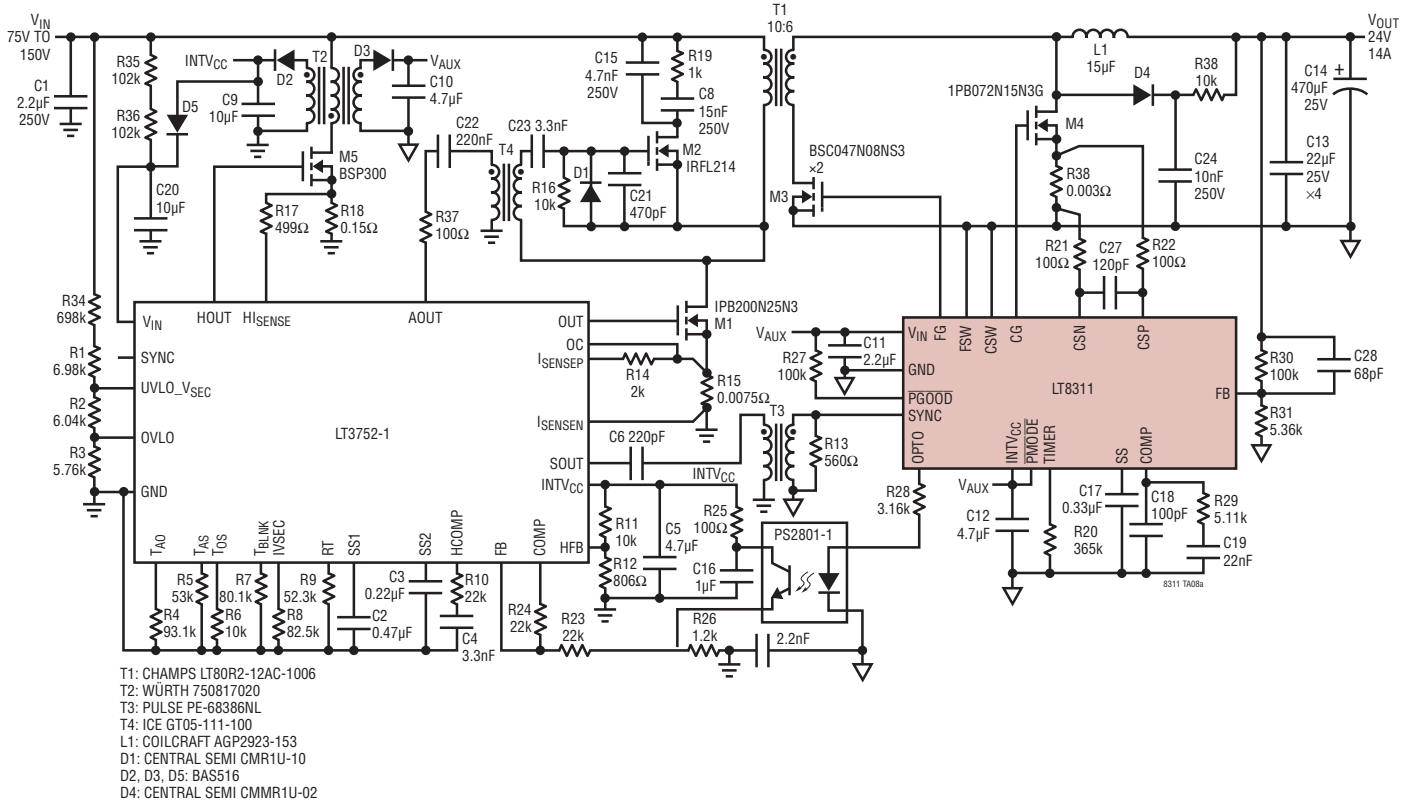 VIN
75V TO
150V
C1
2.2µF
250V
R35
102k
R36
102k
D5
C20
10µF
INTVCC
D2
T2
D3
VAUX
C9
10µF
C10
4.7µF
M5
BSP300
R17
499Ω
R18
0.15Ω
C22
220nF
R37
100Ω
T4
C23 3.3nF
R16
10k
D1
C21
470pF
C15
4.7nF
250V
R19
1k
C8
15nF
250V
M2
IRFL214
T1
10:6
BSC047N08NS3
×2
M3
L1
15µF
1PB072N15N3G
M4
D4
R38
10k
R38
0.003Ω
C24
10nF
250V
R21
100Ω
C27
120pF
R22
100Ω
VOUT
24V
14A
C14
470µF
25V
+
C13
22µF
25V
×4
R34
698k
R1
6.98k
R2
6.04k
R3
5.76k
VIN
HOUT
HISENSE
AOUT
SYNC
UVLO_VSEC
OVLO
GND
LT3752-1
OUT
OC
ISENSEP
ISENSEN
SOUT
INTVCC
HFB
TAO
TAS
TOS
TBLNK
IVSEC
RT
SS1
SS2
HCOMP
FB
COMP
IPB200N25N3
M1
R14
2k
R15
0.0075Ω
C6 220pF
T3
INTVCC
R13
560Ω
R11
10k
R12
806Ω
C5
4.7µF
R25
100Ω
C16
1µF
PS2801-1
R28
3.16k
VAUX
R27
100k
C11
2.2µF
VIN
FG
FSW
CSW
CG
CSN
CSP
GND
PGOOD
SYNC
LT8311
FB
OPTO
INTVCC
PMODE
TIMER
SS
COMP
R30
100k
C28
68pF
R31
5.36k
VAUX
C12
4.7µF
R20
365k
C17
0.33µF
C18
100pF
R29
5.11k
C19
22nF
8311 TA08a
R4
93.1k
R5
53k
R6
10k
R7
80.1k
R8
82.5k
R9
52.3k
C2
0.47µF
C3
0.22µF
R10
22k
C4
3.3nF
R24
22k
R23
22k
R26
1.2k
2.2nF
T1: CHAMPS LT80R2-12AC-1006
T2: WÜRTH 750817020
T3: PULSE PE-68386NL
T4: ICE GT05-111-100
L1: COILCRAFT AGP2923-153
D1: CENTRAL SEMI CMR1U-10
D2, D3, D5: BAS516
D4: CENTRAL SEMI CMMR1U-02